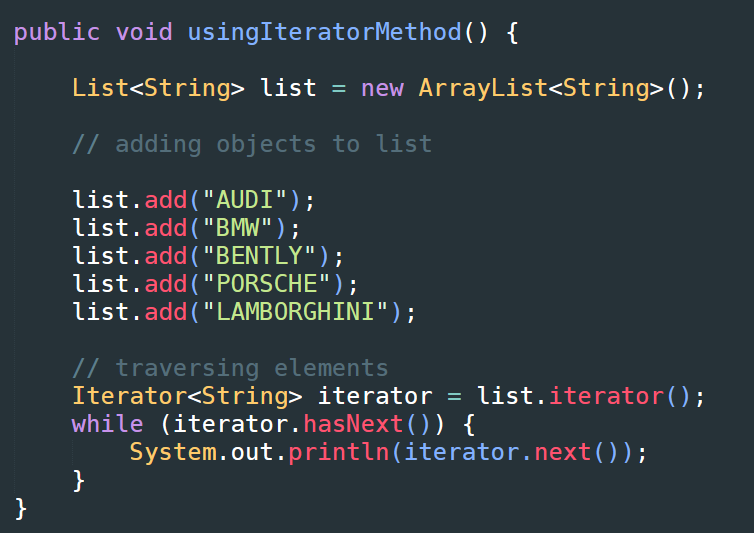 public void usingIteratorMethod() {
List<String> list = new ArrayList<String>();
// adding objects to list
list.add("AUDI");
list.add("BMW");
list.add("BENTLY");
list.add("PORSCHE");
list.add("LAMBORGHINI");
// traversing elements
Iterator<String> iterator = list.iterator();
while (iterator.hasNext()) {
System.out.println(iterator.next());
}
}